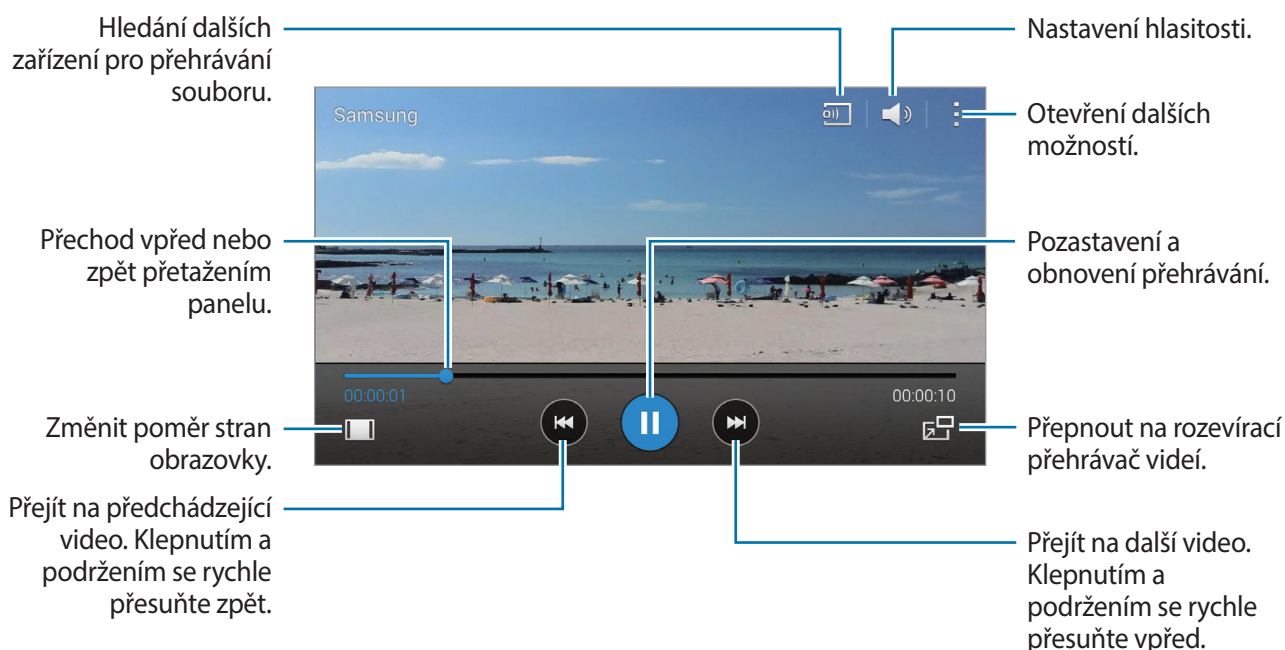 Hledání dalších
zařízení pro přehrávání
souboru.
Nastavení hlasitosti.
Samsung
Otevření dalších
možností.
Přechod vpřed nebo
zpět přetažením
panelu.
Pozastavení a
obnovení přehrávání.
00:00:01
00:00:10
Změnit poměr stran
obrazovky.
Přepnout na rozevírací
přehrávač videí.
Přejít na předchádzející
video. Klepnutím a
podržením se rychle
přesuňte zpět.
Přejít na další video.
Klepnutím a
podržením se rychle
přesuňte vpřed.